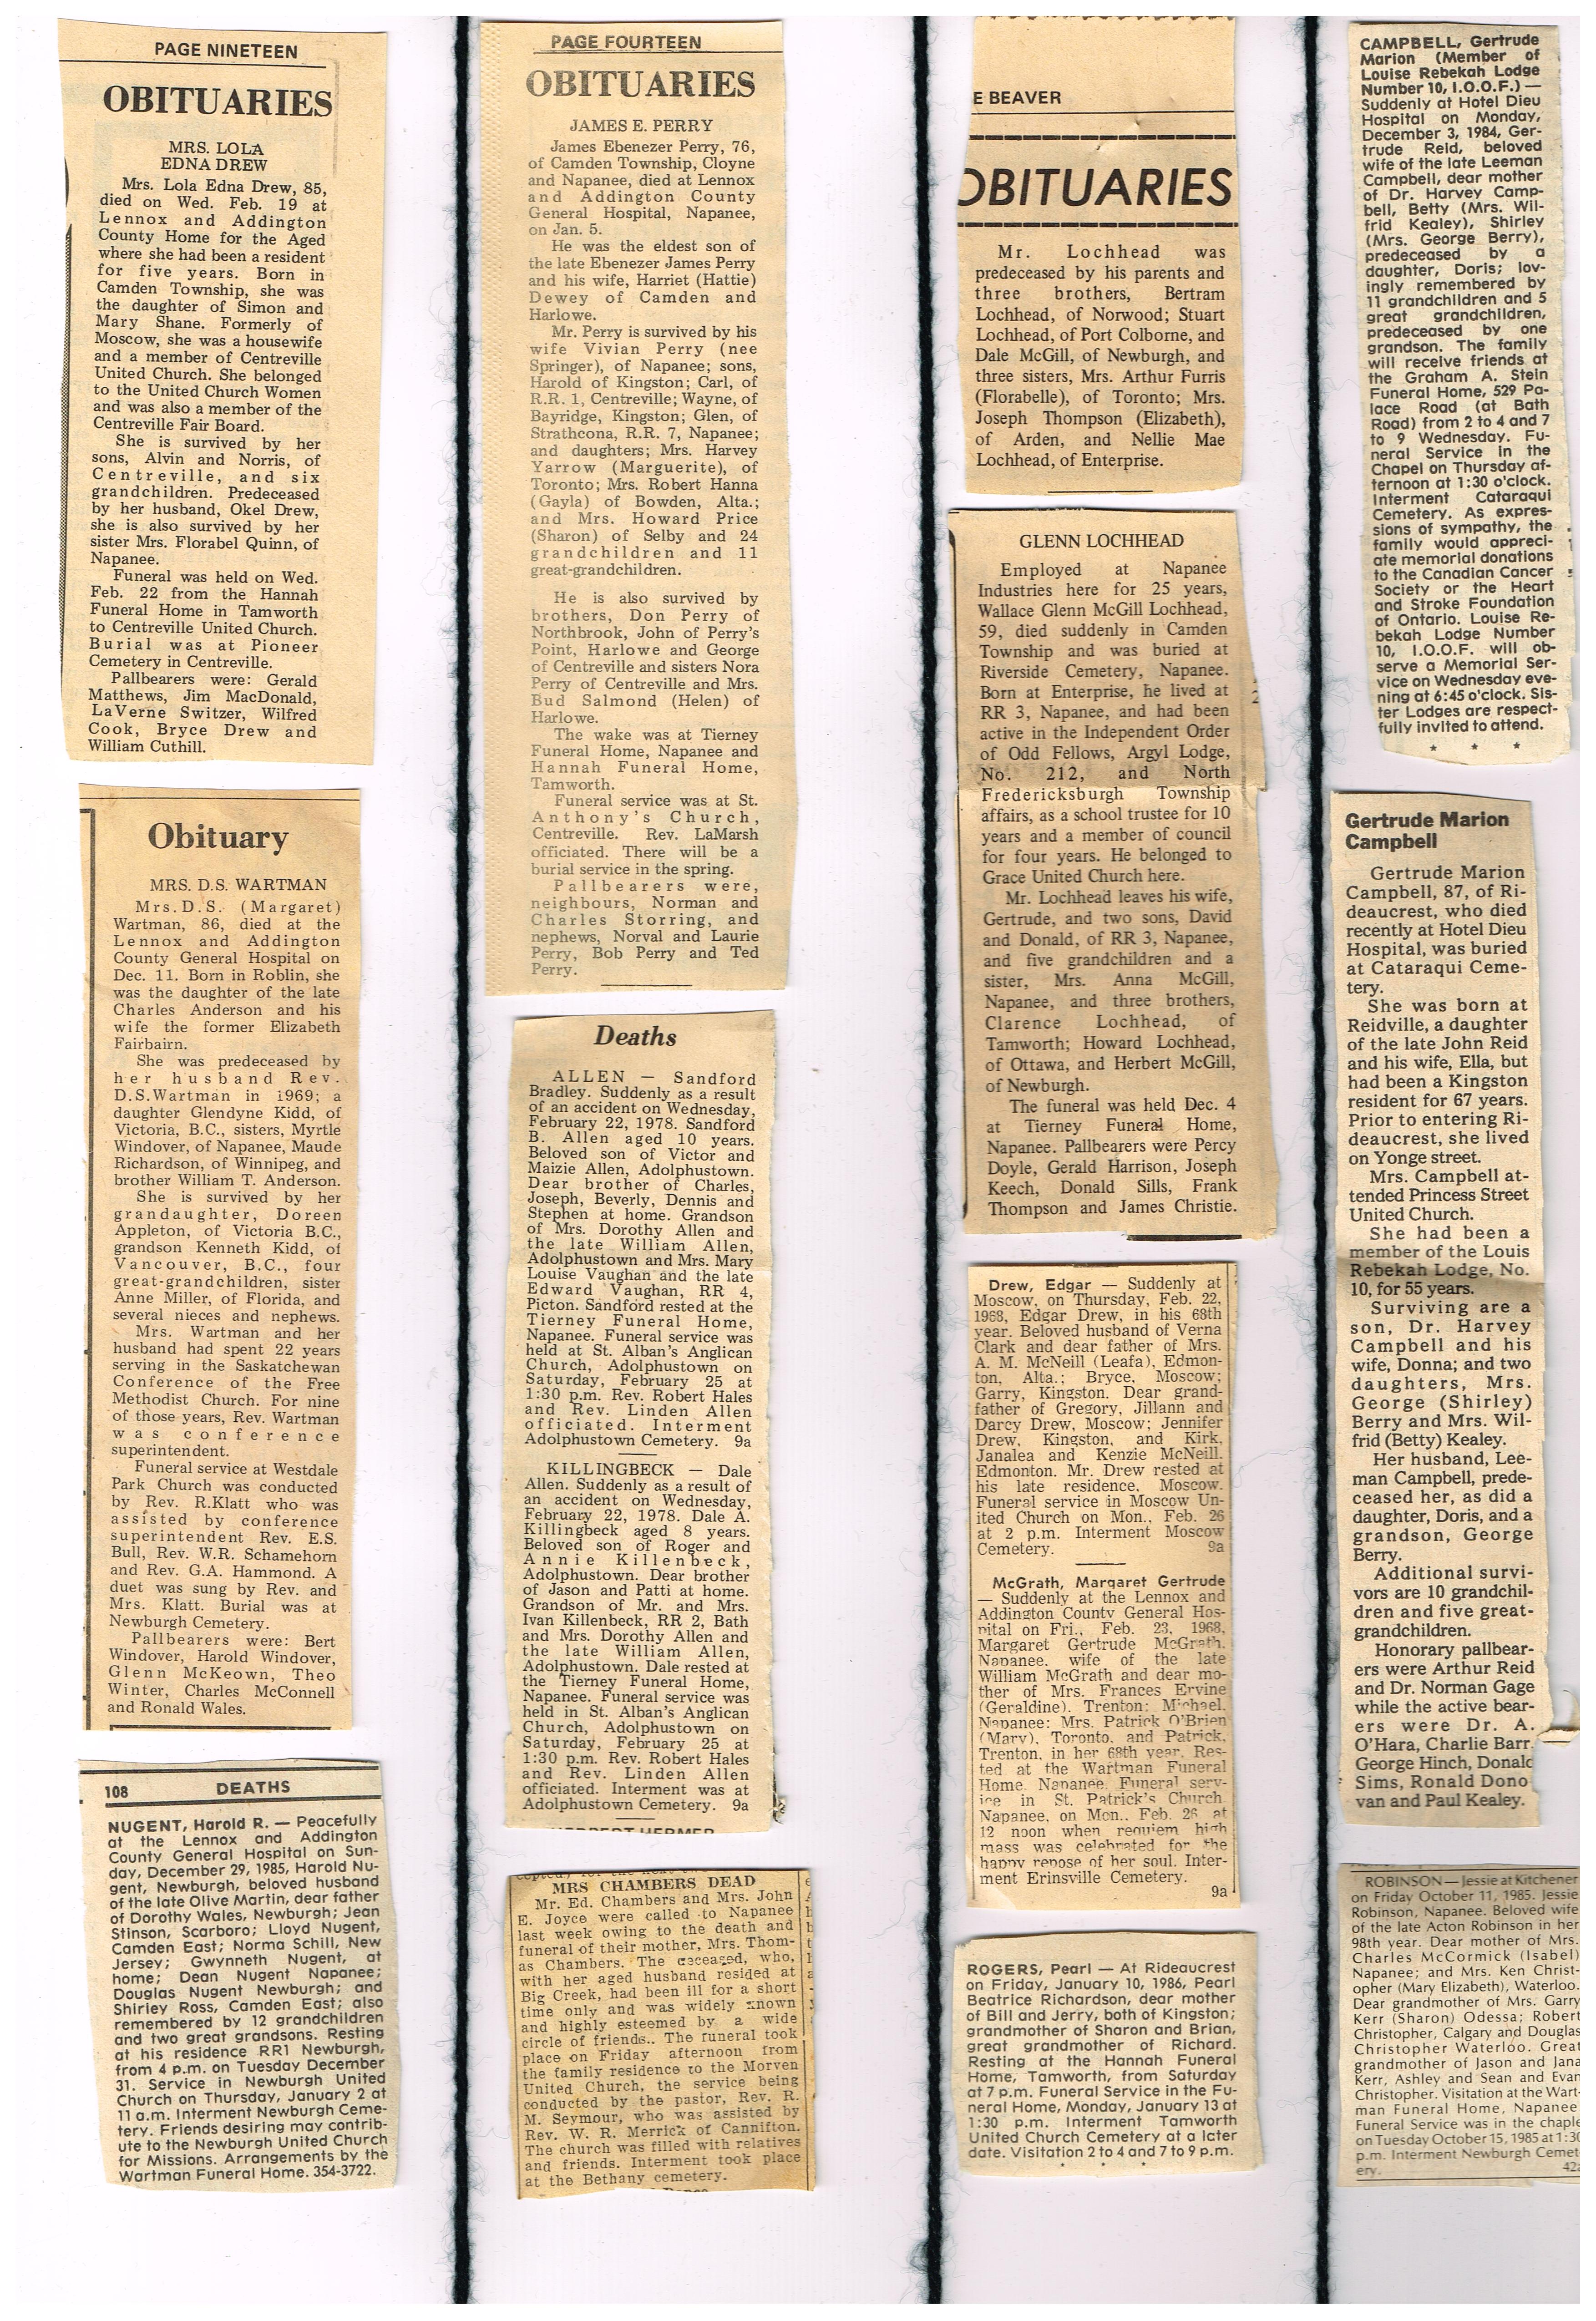 PAGE NINETEEN
OBITUARIES
MRS. LOLA
EDNA DREW
Mrs. Lola Edna Drew, 85,
died on Wed. Feb. 19 at
Lennox and Addington
County Home for the Aged
where she had been a resident
for five years. Born in
Camden Township, she was
the daughter of Simon and
Mary Shane. Formerly of
Moscow, she was a housewife
and a member of Centreville
United Church. She belonged
to the United Church Women
and was also a member of the
Centreville Fair Board.
She is survived by her
sons, Alvin and Norris, of
Centreville, and six
grandchildren. Predeceased
by her husband, Okel Drew,
she is also survived by her
sister Mrs. Florabel Quinn, of
Napanee.
Funeral was held on Wed.
Feb. 22 from the Hannah
Funeral Home in Tamworth
to Centreville United Church.
Burial was at Pioneer
Cemetery in Centreville.
Pallbearers were: Gerald
Matthews, Jim MacDonald,
LaVerne Switzer, Wilfred
Cook, Bryce Drew and
William Cuthill.
Obituary
MRS. D.S. WARTMAN
Mrs. D.S. (Margaret)
Wartman, 86, died at the
Lennox and Addington
County General Hospital on
Dec. 11. Born in Roblin, she
was the daughter of the late
Charles Anderson and his
wife the former Elizabeth
Fairbairn.
She was predeceased by
her husband Rev.
D.S.Wartman in 1969; a
daughter Glendyne Kidd, of
Victoria, B.C., sisters, Myrtle
Windover, of Napanee, Maude
Richardson, of Winnipeg, and
brother William T. Anderson.
She is survived by her
grandaughter, Doreen
Appleton, of Victoria B.C.,
grandson Kenneth Kidd, of
Vancouver, B.C., four
great-grandchildren, sister
Anne Miller, of Florida, and
several nieces and nephews.
Mrs. Wartman and her
husband had spent 22 years
serving in the Saskatchewan
Conference of the Free
Methodist Church. For nine
of those years, Rev. Wartman
was conference
superintendent.
Funeral service at Westdale
Park Church was conducted
by Rev. R.Klatt who was
assisted by conference
superintendent Rev. E.S.
Bull, Rev. W.R. Schamehorn
and Rev. G.A. Hammond. A
duet was sung by Rev. and
Mrs. Klatt. Burial was at
Newburgh Cemetery.
Pallbearers were: Bert
Windover, Harold Windover,
Glenn McKeown, Theo
Winter, Charles McConnell
and Ronald Wales.
108 DEATHS
NUGENT, Harold R. — Peacefully
at the Lennox and Addington
County General Hospital on Sun-
day, December 29, 1985, Harold Nu-
gent, Newburgh, beloved husband
of the late Olive Martin, dear father
of Dorothy Wales, Newburgh; Jean
Stinson, Scarboro; Lloyd Nugent,
Camden East; Norma Schill, New
Jersey; Gwynneth Nugent, at
home; Dean Nugent Napanee;
Douglas Nugent Newburgh; and
Shirley Ross, Camden East; also
remembered by 12 grandchildren
and two great grandsons. Resting
at his residence RR1 Newburgh,
from 4 p.m. on Tuesday December
31. Service in Newburgh United
Church on Thursday, January 2 at
11 a.m. Interment Newburgh Ceme-
tery. Friends desiring may contrib-
ute to the Newburgh United Church
for Missions. Arrangements by the
Wartman Funeral Home. 354-3722.
PAGE FOURTEEN
OBITUARIES
JAMES E. PERRY
James Ebenezer Perry, 76,
of Camden Township, Cloyne
and Napanee, died at Lennox
and Addington County
General Hospital, Napanee,
on Jan. 5.
He was the eldest son of
the late Ebenezer James Perry
and his wife, Harriet (Hattie)
Dewey of Camden and
Harlowe.
Mr. Perry is survived by his
wife Vivian Perry (nee
Springer), of Napanee; sons,
Harold of Kingston; Carl, of
R.R. 1, Centreville; Wayne, of
Bayridge, Kingston; Glen, of
Strathcona, R.R. 7, Napanee;
and daughters; Mrs. Harvey
Yarrow (Marguerite), of
Toronto; Mrs. Robert Hanna
(Gayla) of Bowden, Alta.;
and Mrs. Howard Price
(Sharon) of Selby and 24
grandchildren and 11
great-grandchildren.
He is also survived by
brothers, Don Perry of
Northbrook, John of Perry's
Point, Harlowe and George
of Centreville and sisters Nora
Perry of Centreville and Mrs.
Bud Salmond (Helen) of
Harlowe.
The wake was at Tierney
Funeral Home, Napanee and
Hannah Funeral Home,
Tamworth.
Funeral service was at St.
Anthony's Church,
Centreville. Rev. LaMarsh
officiated. There will be a
burial service in the spring.
Pallbearers were,
neighbours, Norman and
Charles Storring, and
nephews, Norval and Laurie
Perry, Bob Perry and Ted
Perry.
Deaths
ALLEN — Sandford
Bradley. Suddenly as a result
of an accident on Wednesday,
February 22, 1978. Sandford
B. Allen aged 10 years.
Beloved son of Victor and
Maizie Allen, Adolphustown.
Dear brother of Charles,
Joseph, Beverly, Dennis and
Stephen at home. Grandson
of Mrs. Dorothy Allen and
the late William Allen,
Adolphustown and Mrs. Mary
Louise Vaughan and the late
Edward Vaughan, RR 4,
Picton. Sandford rested at the
Tierney Funeral Home,
Napanee. Funeral service was
held at St. Alban's Anglican
Church, Adolphustown on
Saturday, February 25 at
1:30 p.m. Rev. Robert Hales
and Rev. Linden Allen
officiated. Interment
Adolphustown Cemetery. 9a
KILLINGBECK — Dale
Allen. Suddenly as a result of
an accident on Wednesday,
February 22, 1978. Dale A.
Killingbeck aged 8 years.
Beloved son of Roger and
Annie Killenbeck,
Adolphustown. Dear brother
of Jason and Patti at home.
Grandson of Mr. and Mrs.
Ivan Killenbeck, RR 2, Bath
and Mrs. Dorothy Allen and
the late William Allen,
Adolphustown. Dale rested at
the Tierney Funeral Home,
Napanee. Funeral service was
held in St. Alban's Anglican
Church, Adolphustown on
Saturday, February 25 at
1:30 p.m. Rev. Robert Hales
and Rev. Linden Allen
officiated. Interment was at
Adolphustown Cemetery. 9a
MRS CHAMBERS DEAD
Mr. Ed. Chambers and Mrs. John
E. Joyce were called to Napanee
last week owing to the death and
funeral of their mother, Mrs. Thom-
as Chambers. The deceased, who,
with her aged husband resided at
Big Creek, had been ill for a short
time only and was widely known
and highly esteemed by a wide
circle of friends.. The funeral took
place on Friday afternoon from
the family residence to the Morven
United Church, the service being
conducted by the pastor, Rev. R.
M. Seymour, who was assisted by
Rev. W. R. Merrick of Cannifton.
The church was filled with relatives
and friends. Interment took place
at the Bethany cemetery.
E BEAVER
OBITUARIES
Mr. Lochhead was
predeceased by his parents and
three brothers, Bertram
Lochhead, of Norwood; Stuart
Lochhead, of Port Colborne, and
Dale McGill, of Newburgh, and
three sisters, Mrs. Arthur Furris
(Florabelle), of Toronto; Mrs.
Joseph Thompson (Elizabeth),
of Arden, and Nellie Mae
Lochhead, of Enterprise.
GLENN LOCHHEAD
Employed at Napanee
Industries here for 25 years,
Wallace Glenn McGill Lochhead,
59, died suddenly in Camden
Township and was buried at
Riverside Cemetery, Napanee.
Born at Enterprise, he lived at
RR 3, Napanee, and had been
active in the Independent Order
of Odd Fellows, Argyl Lodge,
No. 212, and North
Fredericksburgh Township
affairs, as a school trustee for 10
years and a member of council
for four years. He belonged to
Grace United Church here.
Mr. Lochhead leaves his wife,
Gertrude, and two sons, David
and Donald, of RR 3, Napanee,
and five grandchildren and a
sister, Mrs. Anna McGill,
Napanee, and three brothers,
Clarence Lochhead, of
Tamworth; Howard Lochhead,
of Ottawa, and Herbert McGill,
of Newburgh.
The funeral was held Dec. 4
at Tierney Funeral Home,
Napanee. Pallbearers were Percy
Doyle, Gerald Harrison, Joseph
Keech, Donald Sills, Frank
Thompson and James Christie.
Drew, Edgar — Suddenly at
Moscow, on Thursday, Feb. 22,
1968, Edgar Drew, in his 68th
year. Beloved husband of Verna
Clark and dear father of Mrs.
A. M. McNeill (Leafa), Edmon-
ton, Alta.; Bryce, Moscow;
Garry, Kingston. Dear grand-
father of Gregory, Jillann and
Darcy Drew, Moscow; Jennifer
Drew, Kingston, and Kirk,
Janalea and Kenzie McNeill,
Edmonton. Mr. Drew rested at
his late residence, Moscow.
Funeral service in Moscow Un-
ited Church on Mon., Feb. 26
at 2 p.m. Interment Moscow
Cemetery. 9a
McGrath, Margaret Gertrude
— Suddenly at the Lennox and
Addington County General Hos-
pital on Fri., Feb. 23, 1968,
Margaret Gertrude McGrath,
Napanee, wife of the late
William McGrath and dear mo-
ther of Mrs. Frances Ervine
(Geraldine), Trenton; Michael,
Napanee; Mrs. Patrick O'Brien
(Mary), Toronto, and Patrick,
Trenton, in her 68th year. Res-
ted at the Wartman Funeral
Home, Napanee. Funeral serv-
ice in St. Patrick's Church,
Napanee, on Mon., Feb. 26 at
12 noon when requiem high
mass was celebrated for the
happy repose of her soul. Inter-
ment Erinsville Cemetery.
9a
ROGERS, Pearl — At Rideaucrest
on Friday, January 10, 1986, Pearl
Beatrice Richardson, dear mother
of Bill and Jerry, both of Kingston;
grandmother of Sharon and Brian,
great grandmother of Richard.
Resting at the Hannah Funeral
Home, Tamworth, from Saturday
at 7 p.m. Funeral Service in the Fu-
neral Home, Monday, January 13 at
1:30 p.m. Interment Tamworth
United Church Cemetery at a later
date. Visitation 2 to 4 and 7 to 9 p.m.
CAMPBELL, Gertrude
Marion (Member of
Louise Rebekah Lodge
Number 10, I.O.O.F.) —
Suddenly at Hotel Dieu
Hospital on Monday,
December 3, 1984, Ger-
trude Reid, beloved
wife of the late Leeman
Campbell, dear mother
of Dr. Harvey Camp-
bell, Betty (Mrs. Wil-
frid Kealey), Shirley
(Mrs. George Berry),
predeceased by a
daughter, Doris; lov-
ingly remembered by
11 grandchildren and 5
great grandchildren,
predeceased by one
grandson. The family
will receive friends at
the Graham A. Stein
Funeral Home, 529 Pa-
lace Road (at Bath
Road) from 2 to 4 and 7
to 9 Wednesday. Fu-
neral Service in the
Chapel on Thursday af-
ternoon at 1:30 o'clock.
Interment Cataraqui
Cemetery. As expres-
sions of sympathy, the
family would appreci-
ate memorial donations
to the Canadian Cancer
Society or the Heart
and Stroke Foundation
of Ontario. Louise Re-
bekah Lodge Number
10, I.O.O.F. will ob-
serve a Memorial Ser-
vice on Wednesday eve-
ning at 6:45 o'clock. Sis-
ter Lodges are respect-
fully invited to attend.
* * *
Gertrude Marion
Campbell
Gertrude Marion
Campbell, 87, of Ri-
deaucrest, who died
recently at Hotel Dieu
Hospital, was buried
at Cataraqui Ceme-
tery.
She was born at
Reidville, a daughter
of the late John Reid
and his wife, Ella, but
had been a Kingston
resident for 67 years.
Prior to entering Ri-
deaucrest, she lived
on Yonge street.
Mrs. Campbell at-
tended Princess Street
United Church.
She had been a
member of the Louis
Rebekah Lodge, No.
10, for 55 years.
Surviving are a
son, Dr. Harvey
Campbell and his
wife, Donna; and two
daughters, Mrs.
George (Shirley)
Berry and Mrs. Wil-
frid (Betty) Kealey.
Her husband, Lee-
man Campbell, prede-
ceased her, as did a
daughter, Doris, and a
grandson, George
Berry.
Additional survi-
vors are 10 grandchil-
dren and five great-
grandchildren.
Honorary pallbear-
ers were Arthur Reid
and Dr. Norman Gage
while the active bear-
ers were Dr. A.
O'Hara, Charlie Barr,
George Hinch, Donald
Sims, Ronald Dono
van and Paul Kealey.
ROBINSON — Jessie at Kitchener
on Friday October 11, 1985. Jessie
Robinson, Napanee. Beloved wife
of the late Acton Robinson in her
98th year. Dear mother of Mrs.
Charles McCormick (Isabel)
Napanee; and Mrs. Ken Christ-
opher (Mary Elizabeth), Waterloo.
Dear grandmother of Mrs. Garry
Kerr (Sharon) Odessa; Robert
Christopher, Calgary and Douglas
Christopher Waterloo. Great
grandmother of Jason and Jana
Kerr, Ashley and Sean and Evan
Christopher. Visitation at the Wart-
man Funeral Home, Napanee
Funeral Service was in the chaple
on Tuesday October 15, 1985 at 1:30
p.m. Interment Newburgh Cemet-
ery. 42a